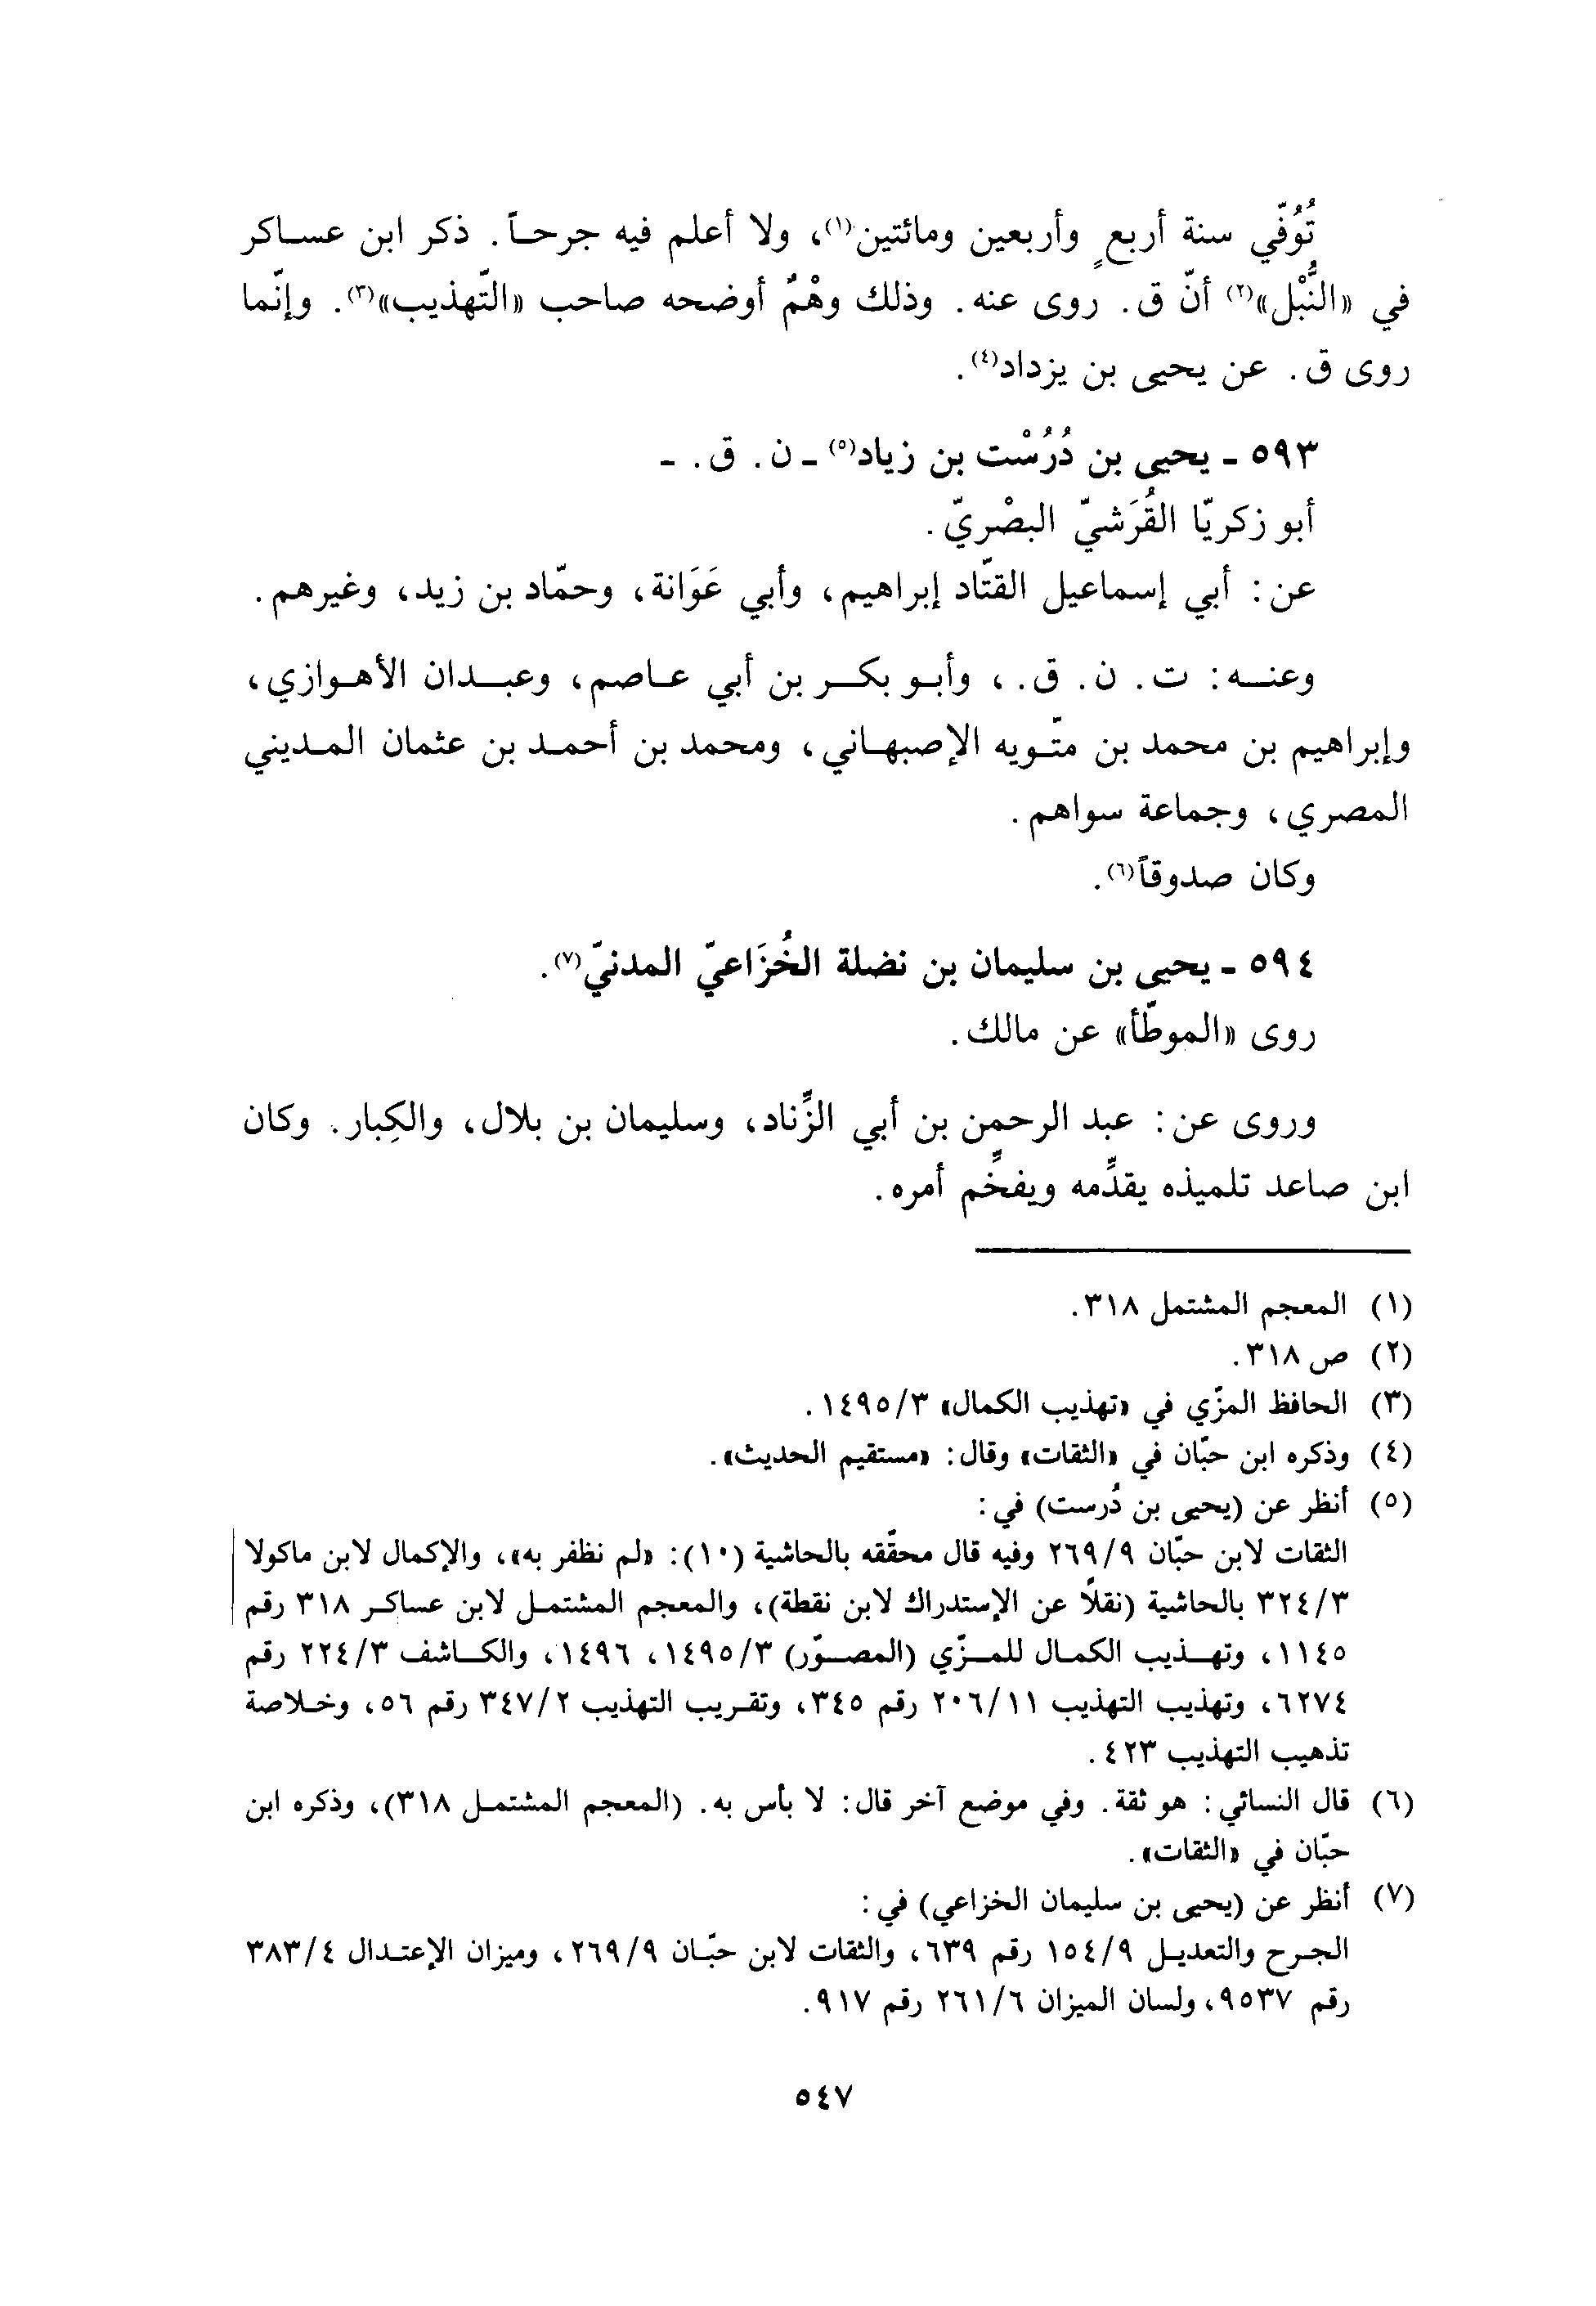 تُوُفّي سنة أربعٍ وأربعين ومائتين(١)، ولا أعلم فيه جرحاً. ذكر ابن عساكر
في «النُّبْل»(٢) أنّ ق. روى عنه. وذلك وهْمٌ أوضحه صاحب «التّهذيب»(٣). وإنّما
روى ق. عن يحيى بن يزداد(٤).
٥٩٣ - يحيى بن دُرُسْت بن زياد(٥) - ن. ق. -
أبو زكريّا القُرَشيّ البصْريّ.
عن: أبي إسماعيل القتّاد إبراهيم، وأبي عَوَانة، وحمّاد بن زيد، وغيرهم.
وعنه: ت. ن. ق.، وأبو بكر بن أبي عاصم، وعبدان الأهوازي،
وإبراهيم بن محمد بن متّويه الإصبهاني، ومحمد بن أحمد بن عثمان المديني
المصري، وجماعة سواهم.
وكان صدوقاً(٦).
٥٩٤ - يحيى بن سليمان بن نضلة الخُزَاعيّ المدنيّ(٧).
روى «الموطّأ» عن مالك.
وروى عن: عبد الرحمن بن أبي الزِّناد، وسليمان بن بلال، والكِبار. وكان
ابن صاعد تلميذه يقدِّمه ويفخِّم أمره.
(١) المعجم المشتمل ٣١٨.
(٢) ص ٣١٨.
(٣) الحافظ المزّي في «تهذيب الكمال» ١٤٩٥/٣.
(٤) وذكره ابن حبّان في «الثقات» وقال: «مستقيم الحديث».
(٥) أنظر عن (يحيى بن دُرست) في:
الثقات لابن حبّان ٢٦٩/٩ وفيه قال محقّقه بالحاشية (١٠): «لم نظفر به»، والإكمال لابن ماكولا
٣٢٤/٣ بالحاشية (نقلاً عن الإستدراك لابن نقطة)، والمعجم المشتمل لابن عساكر ٣١٨ رقم
١١٤٥، وتهذيب الكمال للمزّي (المصوّر) ١٤٩٥/٣، ١٤٩٦، والكاشف ٢٢٤/٣ رقم
٦٢٧٤، وتهذيب التهذيب ٢٠٦/١١ رقم ٣٤٥، وتقريب التهذيب ٣٤٧/٢ رقم ٥٦، وخلاصة
تذهيب التهذيب ٤٢٣.
(٦) قال النسائي: هو ثقة. وفي موضع آخر قال: لا بأس به. (المعجم المشتمل ٣١٨)، وذكره ابن
حبّان في «الثقات».
(٧) أنظر عن (يحيى بن سليمان الخزاعي) في:
الجرح والتعديل ١٥٤/٩ رقم ٦٣٩، والثقات لابن حبّان ٢٦٩/٩، وميزان الإعتدال ٣٨٣/٤
رقم ٩٥٣٧، ولسان الميزان ٢٦١/٦ رقم ٩١٧.
٥٤٧